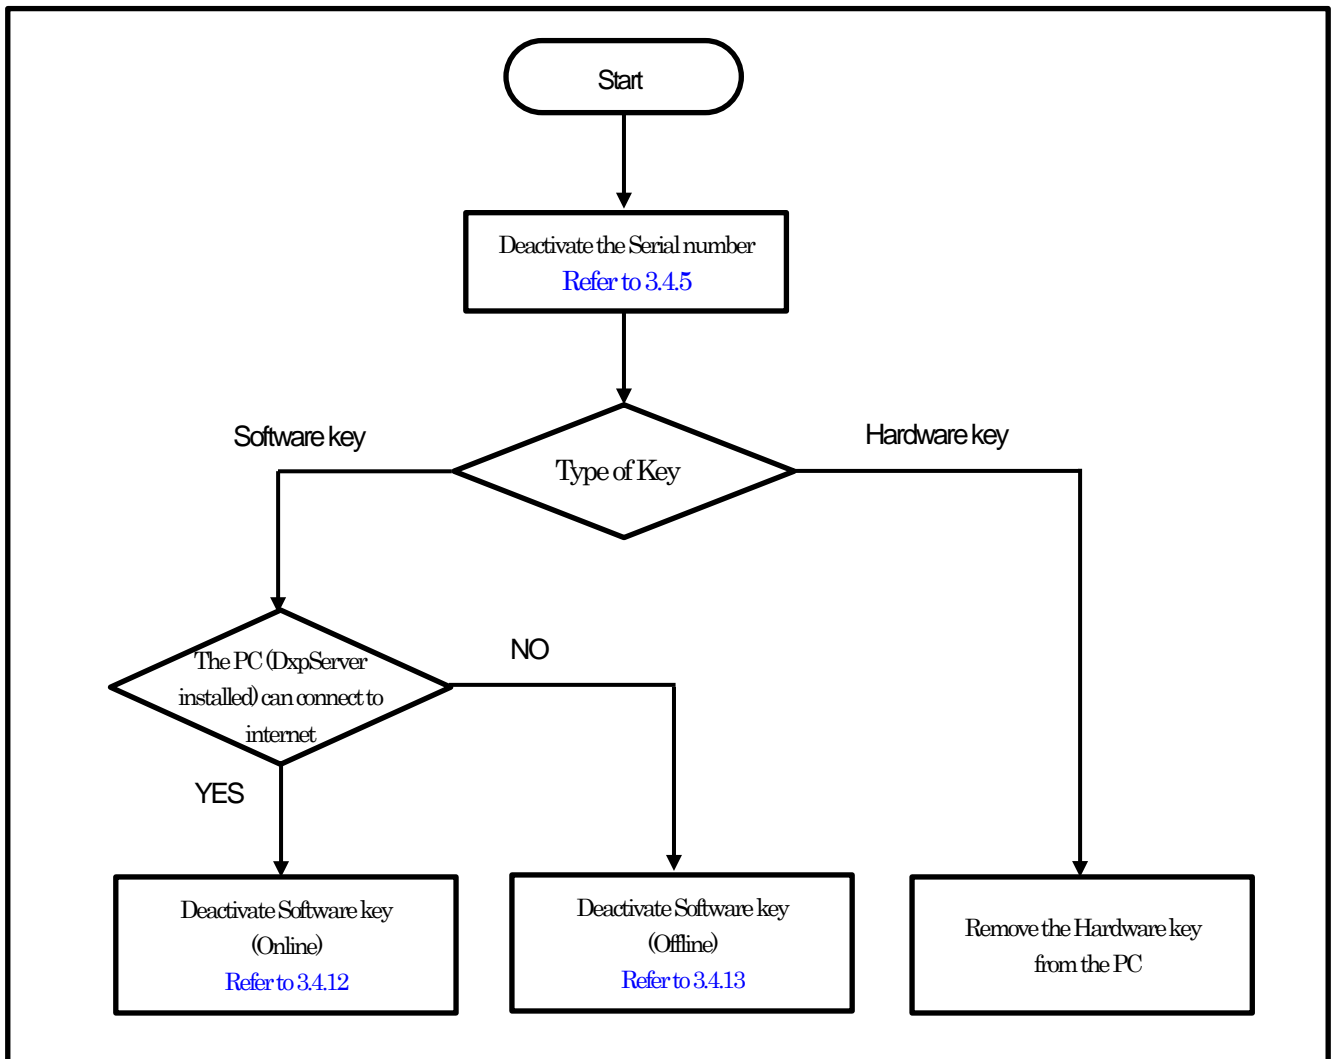 Start
Deactivate the Serial number
Refer to 3.4.5
Software key
Hardware key
Type of Key
The PC (DxpServer
installed) can connect to
internet
NO
YES
Deactivate Software key
(Online)
Refer to 3.4.12
Deactivate Software key
(Offline)
Refer to 3.4.13
Remove the Hardware key
from the PC